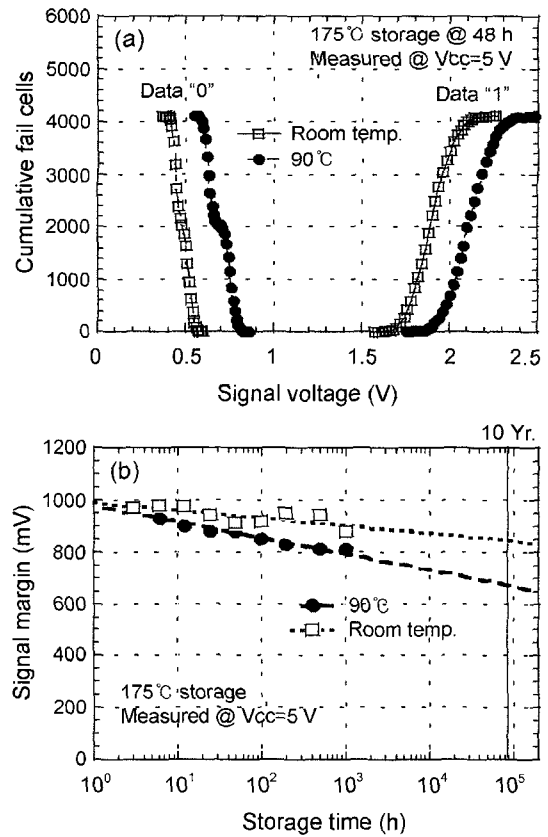 (a)
175℃ storage @ 48 h
Measured @ Vcc=5 V
Data “0”
Data “1”
Room temp.
90℃
Cumulative fail cells
6000
5000
4000
3000
2000
1000
0
0 0.5 1 1.5 2 2.5
Signal voltage (V)
10 Yr.
(b)
Signal margin (mV)
1200
1000
800
600
400
200
0
90℃
Room temp.
175℃ storage
Measured @ Vcc=5 V
10⁰ 10¹ 10² 10³ 10⁴ 10⁵
Storage time (h)